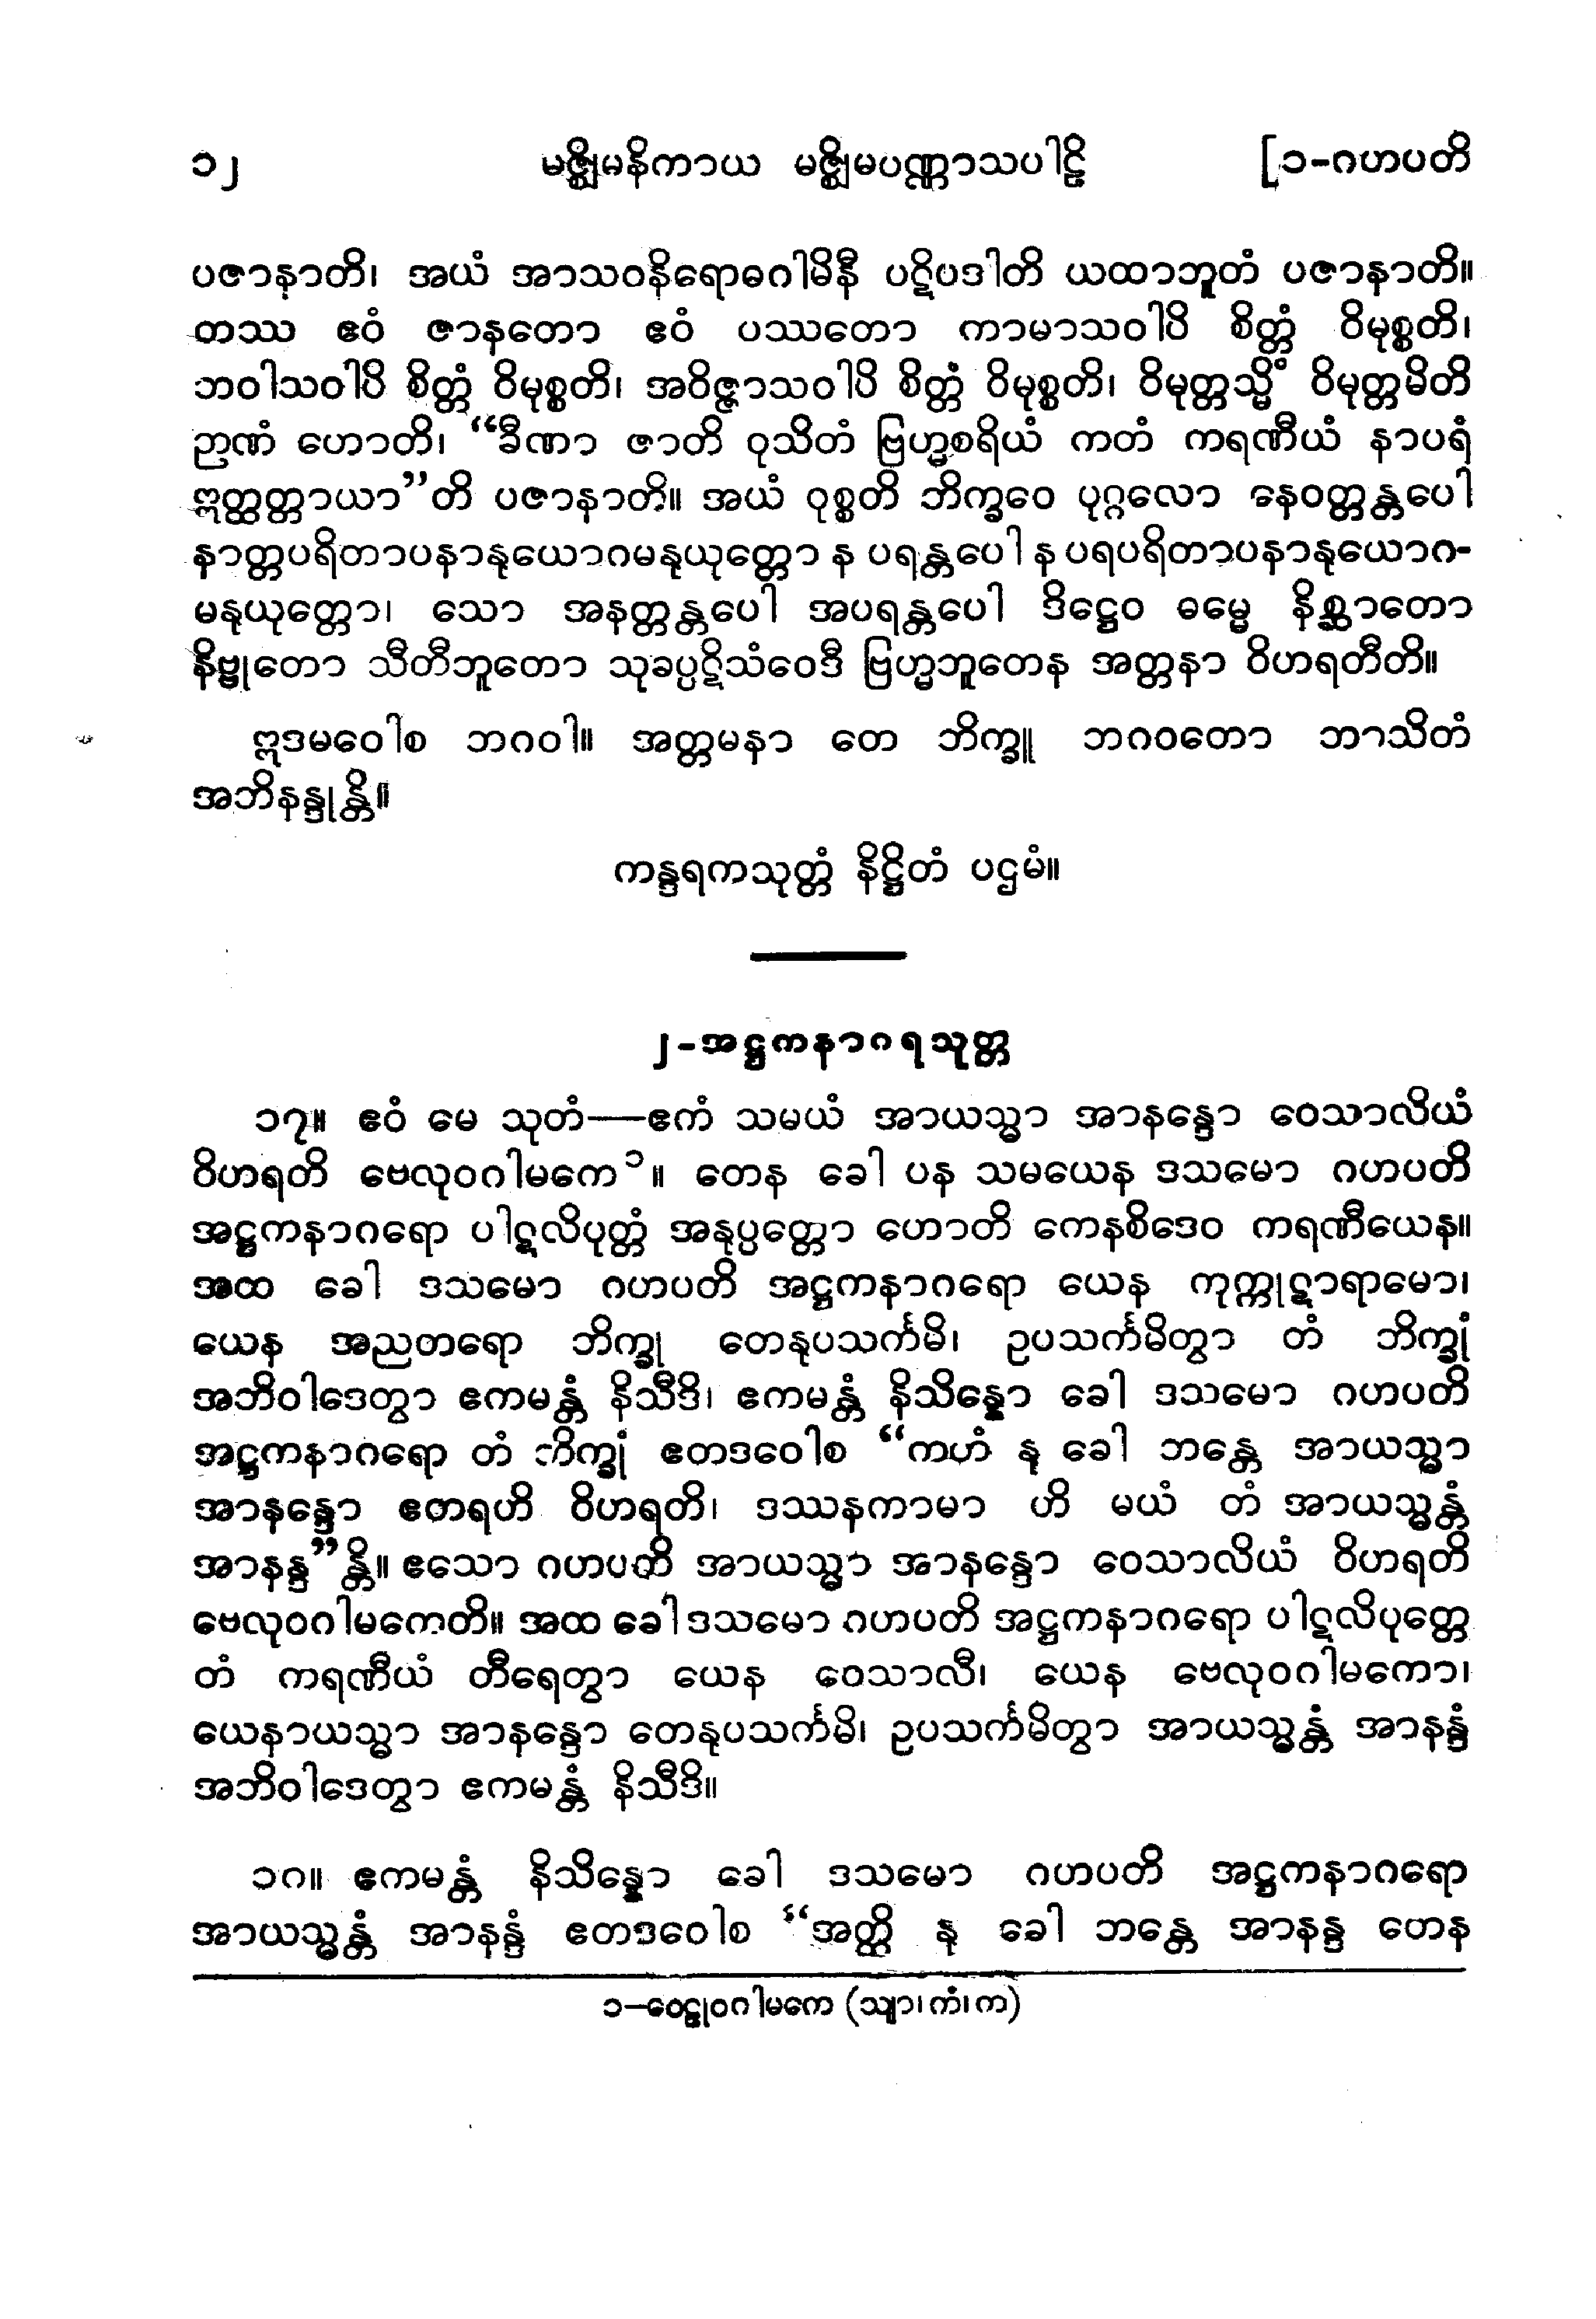 ၁၂ မဇ္ဈိမနိကာယ မဇ္ဈိမပဏ္ဏာသပါဠိ [၁-ဂဟပတိ
ပဇာနာတိ၊ အယံ အာသဝနိရောဓဂါမိနီ ပဋိပဒါတိ ယထာဘူတံ ပဇာနာတိ။
တဿ ဧဝံ ဇာနတော ဧဝံ ပဿတော ကာမာသဝါပိ စိတ္တံ ဝိမုစ္စတိ၊
ဘဝါသဝါပိ စိတ္တံ ဝိမုစ္စတိ၊ အဝိဇ္ဇာသဝါပိ စိတ္တံ ဝိမုစ္စတိ၊ ဝိမုတ္တသ္မိံ ဝိမုတ္တမိတိ
ဉာဏံ ဟောတိ၊ “ခီဏာ ဇာတိ ဝုသိတံ ဗြဟ္မစရိယံ ကတံ ကရဏီယံ နာပရံ
ဣတ္ထတ္တာယာ”တိ ပဇာနာတိ။ အယံ ဝုစ္စတိ ဘိက္ခဝေ ပုဂ္ဂလော နေဝတ္တန္တပေါ
နာတ္တပရိတာပနာနုယောဂမနုယုတ္တော န ပရန္တပေါ န ပရပရိတာပနာနုယောဂ-
မနုယုတ္တော၊ သော အနတ္တန္တပေါ အပရန္တပေါ ဒိဋ္ဌေဝ ဓမ္မေ နိစ္ဆာတော
နိဗ္ဗုတော သီတီဘူတော သုခပ္ပဋိသံဝေဒီ ဗြဟ္မဘူတေန အတ္တနာ ဝိဟရတီတိ။
ဣဒမဝေါစ ဘဂဝါ။ အတ္တမနာ တေ ဘိက္ခူ ဘဂဝတော ဘာသိတံ
အဘိနန္ဒုန္တိ။
ကန္ဒရကသုတ္တံ နိဋ္ဌိတံ ပဌမံ။
၂-အဋ္ဌကနာဂရသုတ္တ
၁၇။ ဧဝံ မေ သုတံ—ဧကံ သမယံ အာယသ္မာ အာနန္ဒော ဝေသာလိယံ
ဝိဟရတိ ဗေလုဝဂါမကေ၁။ တေန ခေါ ပန သမယေန ဒသမော ဂဟပတိ
အဋ္ဌကနာဂရော ပါဋလိပုတ္တံ အနုပ္ပတ္တော ဟောတိ ကေနစိဒေဝ ကရဏီယေန။
အထ ခေါ ဒသမော ဂဟပတိ အဋ္ဌကနာဂရော ယေန ကုက္ကုဋာရာမော၊
ယေန အညတရော ဘိက္ခု တေနုပသင်္ကမိ၊ ဥပသင်္ကမိတွာ တံ ဘိက္ခုံ
အဘိဝါဒေတွာ ဧကမန္တံ နိသီဒိ၊ ဧကမန္တံ နိသိန္နော ခေါ ဒသမော ဂဟပတိ
အဋ္ဌကနာဂရော တံ ဘိက္ခုံ ဧတဒဝေါစ “ကဟံ နု ခေါ ဘန္တေ အာယသ္မာ
အာနန္ဒော ဧတရဟိ ဝိဟရတိ၊ ဒဿနကာမာ ဟိ မယံ တံ အာယသ္မန္တံ
အာနန္ဒ”န္တိ။ ဧသော ဂဟပတိ အာယသ္မာ အာနန္ဒော ဝေသာလိယံ ဝိဟရတိ
ဗေလုဝဂါမကေတိ။ အထ ခေါ ဒသမော ဂဟပတိ အဋ္ဌကနာဂရော ပါဋလိပုတ္တေ
တံ ကရဏီယံ တီရေတွာ ယေန ဝေသာလီ၊ ယေန ဗေလုဝဂါမကော၊
ယေနာယသ္မာ အာနန္ဒော တေနုပသင်္ကမိ၊ ဥပသင်္ကမိတွာ အာယသ္မန္တံ အာနန္ဒံ
အဘိဝါဒေတွာ ဧကမန္တံ နိသီဒိ။
၁၈။ ဧကမန္တံ နိသိန္နော ခေါ ဒသမော ဂဟပတိ အဋ္ဌကနာဂရော
အာယသ္မန္တံ အာနန္ဒံ ဧတဒဝေါစ “အတ္ထိ နု ခေါ ဘန္တေ အာနန္ဒ တေန
၁—ဝေဠုဝဂါမကေ (သျာ၊ ကံ၊ က)